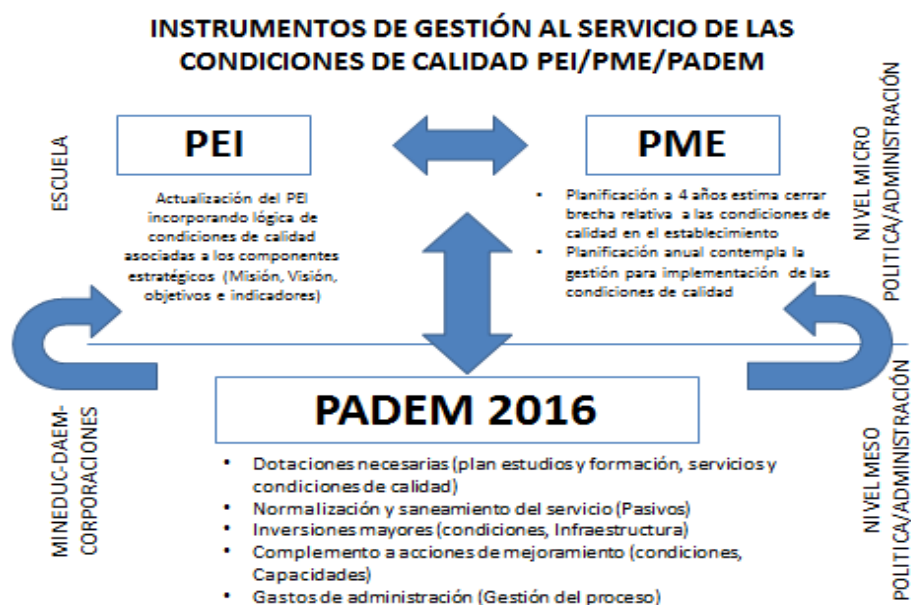 INSTRUMENTOS DE GESTIÓN AL SERVICIO DE LAS
CONDICIONES DE CALIDAD PEI/PME/PADEM
ESCUELA
PEI
Actualización del PEI
incorporando lógica de
condiciones de calidad
asociadas a los componentes
estratégicos (Misión, Visión,
objetivos e indicadores)
PME
• Planificación a 4 años estima cerrar
brecha relativa a las condiciones de
calidad en el establecimiento
• Planificación anual contempla la
gestión para implementación de las
condiciones de calidad
NIVEL MICRO
POLITICA/ADMINISTRACIÓN
MINEDUC-DAEM-
CORPORACIONES
PADEM 2016
• Dotaciones necesarias (plan estudios y formación, servicios y
condiciones de calidad)
• Normalización y saneamiento del servicio (Pasivos)
• Inversiones mayores (condiciones, Infraestructura)
• Complemento a acciones de mejoramiento (condiciones,
Capacidades)
• Gastos de administración (Gestión del proceso)
NIVEL MESO
POLITICA/ADMINISTRACIÓN